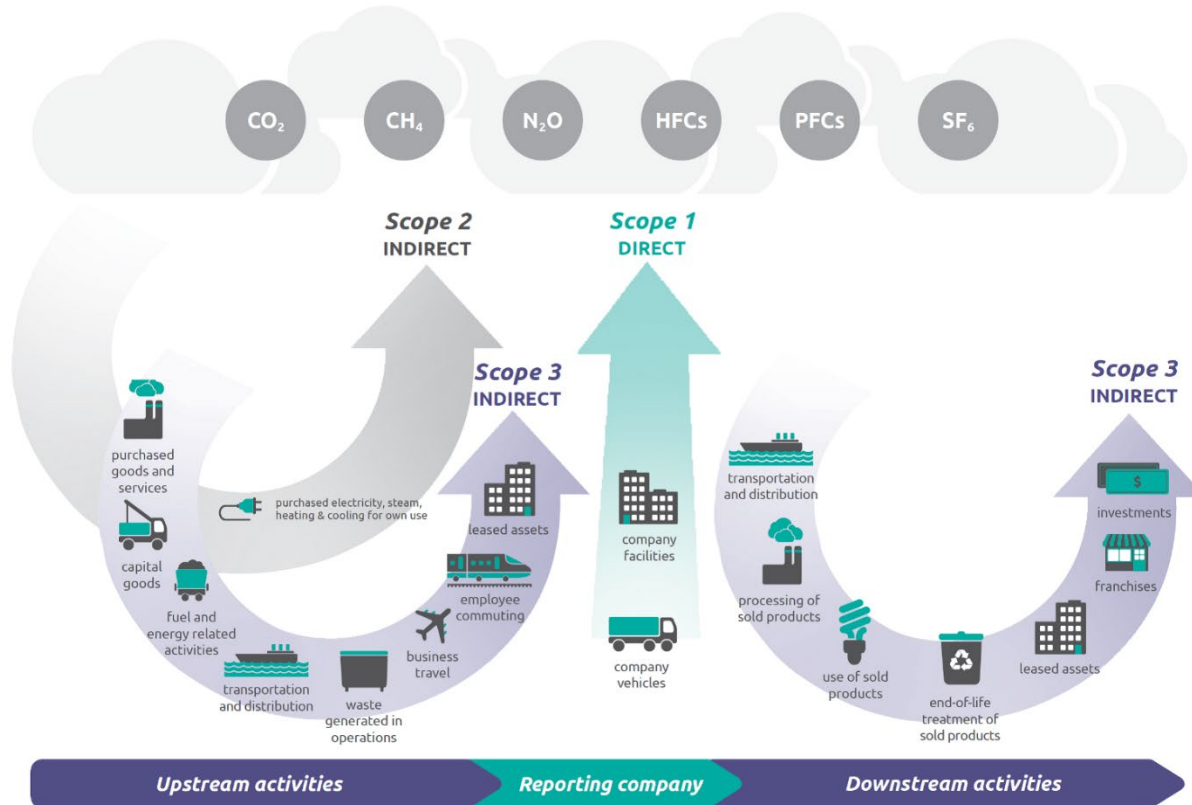 CO₂
CH₄
N₂O
HFCs
PFCs
SF₆
Scope 2
INDIRECT
Scope 1
DIRECT
Scope 3
INDIRECT
Scope 3
INDIRECT
purchased
goods and
services
capital
goods
fuel and
energy related
activities
purchased electricity, steam,
heating & cooling for own use
transportation
and distribution
waste
generated in
operations
business
travel
employee
commuting
leased assets
company
facilities
company
vehicles
transportation
and distribution
processing of
sold products
use of sold
products
end-of-life
treatment of
sold products
leased assets
franchises
$
investments
Upstream activities
Reporting company
Downstream activities